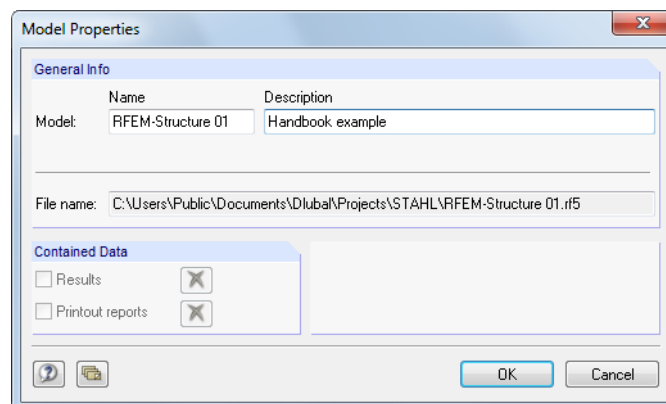 Model Properties
General Info
Name Description
Model: RFEM-Structure 01 Handbook example
File name: C:\Users\Public\Documents\Dlubal\Projects\STAHL\RFEM-Structure 01.rf5
Contained Data
Results
Printout reports
OK Cancel